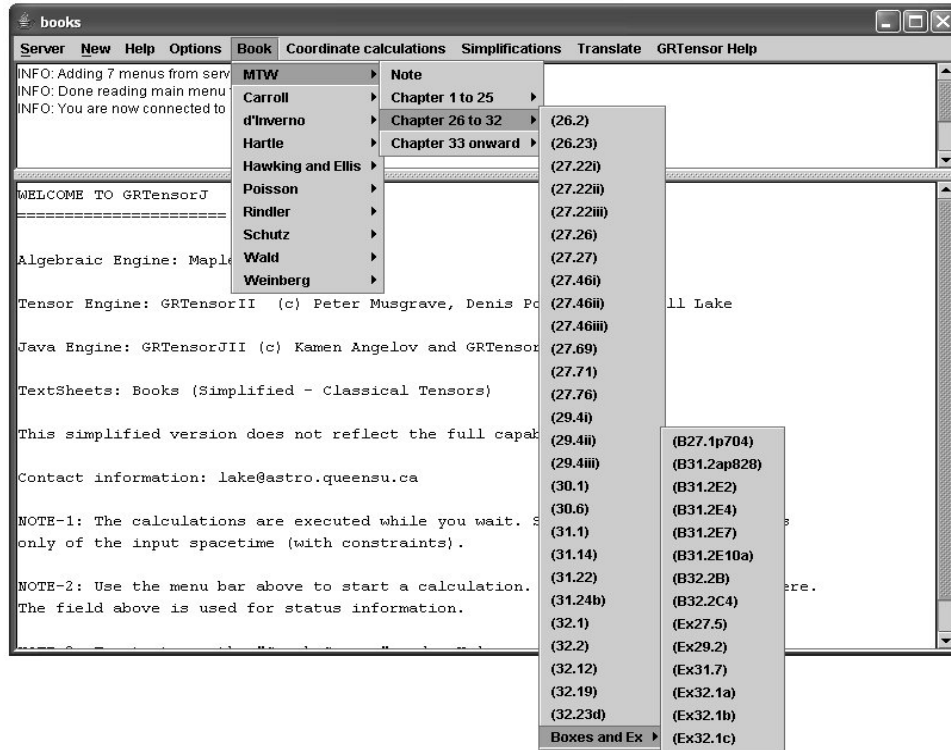 books
Server New Help Options Book Coordinate calculations Simplifications Translate GRTensor Help
INFO: Adding 7 menus from serv
INFO: Done reading main menu
INFO: You are now connected to
MTW
Carroll
d'Inverno
Hartle
Hawking and Ellis
Poisson
Rindler
Schutz
Wald
Weinberg
Note
Chapter 1 to 25
Chapter 26 to 32
Chapter 33 onward
(26.2)
(26.23)
(27.22i)
(27.22ii)
(27.22iii)
(27.26)
(27.27)
(27.46i)
(27.46ii)
(27.46iii)
(27.69)
(27.71)
(27.76)
(29.4i)
(29.4ii)
(29.4iii)
(30.1)
(30.6)
(31.1)
(31.14)
(31.22)
(31.24b)
(32.1)
(32.2)
(32.12)
(32.19)
(32.23d)
Boxes and Ex
(B27.1p704)
(B31.2ap828)
(B31.2E2)
(B31.2E4)
(B31.2E7)
(B31.2E10a)
(B32.2B)
(B32.2C4)
(Ex27.5)
(Ex29.2)
(Ex31.7)
(Ex32.1a)
(Ex32.1b)
(Ex32.1c)
WELCOME TO GRTensorJ
======================
Algebraic Engine: Maple
Tensor Engine: GRTensorII (c) Peter Musgrave, Denis Po ll Lake
Java Engine: GRTensorJII (c) Kamen Angelov and GRTensor
TextSheets: Books (Simplified - Classical Tensors)
This simplified version does not reflect the full capab
Contact information: lake@astro.queensu.ca
NOTE-1: The calculations are executed while you wait. S s
only of the input spacetime (with constraints).
NOTE-2: Use the menu bar above to start a calculation. ere.
The field above is used for status information.